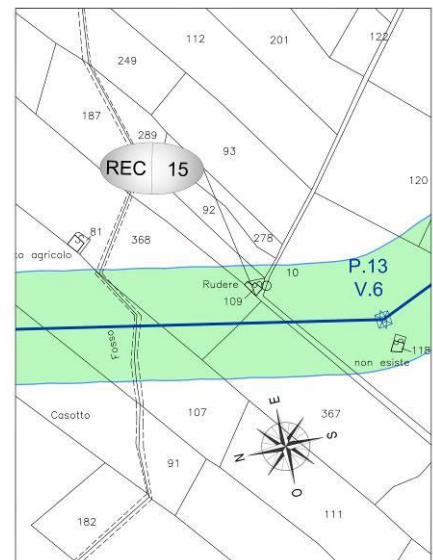 112
201
122
249
187
289
93
REC 15
120
92
81
o agricolo
368
278
10
P.13
V.6
Rudere
109
Fosso
118
non esiste
Casotto
107
367
E
N
S
O
91
111
182